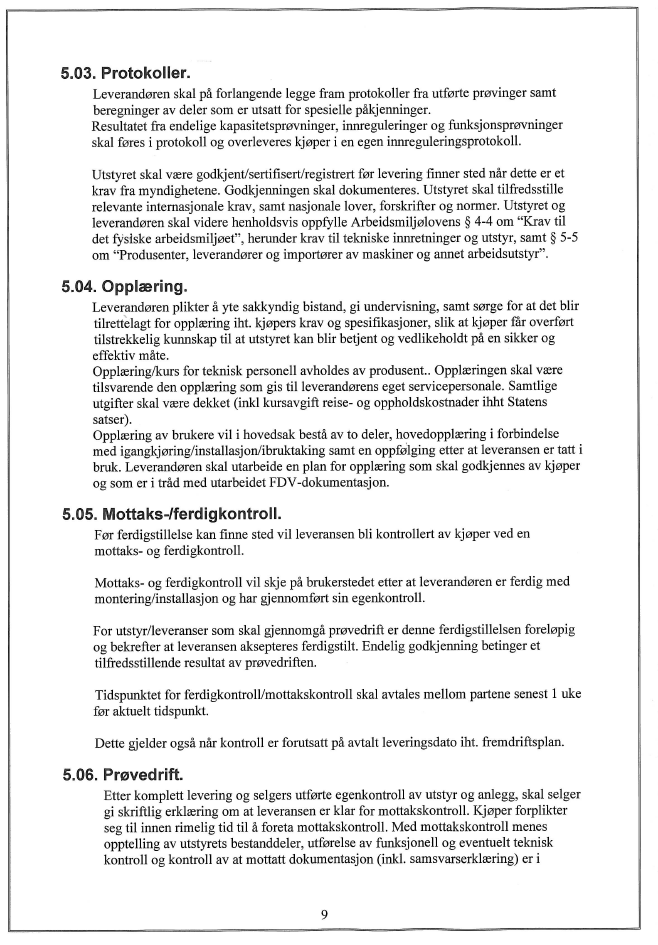 5.03. Protokoller.
Leverandøren skal på forlangende legge fram protokoller fra utførte prøvinger samt
beregninger av deler som er utsatt for spesielle påkjenninger.
Resultatet fra endelige kapasitetsprøvninger, innreguleringer og funksjonsprøvninger
skal føres i protokoll og overleveres kjøper i en egen innreguleringsprotokoll.
Utstyret skal være godkjent/sertifisert/registrert før levering finner sted når dette er et
krav fra myndighetene. Godkjenningen skal dokumenteres. Utstyret skal tilfredsstille
relevante internasjonale krav, samt nasjonale lover, forskrifter og normer. Utstyret og
leverandøren skal videre henholdsvis oppfylle Arbeidsmiljølovens § 4-4 om “Krav til
det fysiske arbeidsmiljøet”, herunder krav til tekniske innretninger og utstyr, samt § 5-5
om “Produsenter, leverandører og importører av maskiner og annet arbeidsutstyr”.
5.04. Opplæring.
Leverandøren plikter å yte sakkyndig bistand, gi undervisning, samt sørge for at det blir
tilrettelagt for opplæring iht. kjøpers krav og spesifikasjoner, slik at kjøper får overført
tilstrekkelig kunnskap til at utstyret kan blir betjent og vedlikeholdt på en sikker og
effektiv måte.
Opplæring/kurs for teknisk personell avholdes av produsent.. Opplæringen skal være
tilsvarende den opplæring som gis til leverandørens eget servicepersonale. Samtlige
utgifter skal være dekket (inkl kursavgift reise- og oppholdskostnader ihht Statens
satser).
Opplæring av brukere vil i hovedsak bestå av to deler, hovedopplæring i forbindelse
med igangkjøring/installasjon/ibruktaking samt en oppfølging etter at leveransen er tatt i
bruk. Leverandøren skal utarbeide en plan for opplæring som skal godkjennes av kjøper
og som er i tråd med utarbeidet FDV-dokumentasjon.
5.05. Mottaks-/ferdigkontroll.
Før ferdigstillelse kan finne sted vil leveransen bli kontrollert av kjøper ved en
mottaks- og ferdigkontroll.
Mottaks- og ferdigkontroll vil skje på brukerstedet etter at leverandøren er ferdig med
montering/installasjon og har gjennomført sin egenkontroll.
For utstyr/leveranser som skal gjennomgå prøvedrift er denne ferdigstillelsen foreløpig
og bekrefter at leveransen aksepteres ferdigstilt. Endelig godkjenning betinger et
tilfredsstillende resultat av prøvedriften.
Tidspunktet for ferdigkontroll/mottakskontroll skal avtales mellom partene senest 1 uke
før aktuelt tidspunkt.
Dette gjelder også når kontroll er forutsatt på avtalt leveringsdato iht. fremdriftsplan.
5.06. Prøvedrift.
Etter komplett levering og selgers utførte egenkontroll av utstyr og anlegg, skal selger
gi skriftlig erklæring om at leveransen er klar for mottakskontroll. Kjøper forplikter
seg til innen rimelig tid til å foreta mottakskontroll. Med mottakskontroll menes
opptelling av utstyrets bestanddeler, utførelse av funksjonell og eventuelt teknisk
kontroll og kontroll av at mottatt dokumentasjon (inkl. samsvarserklæring) er i
9